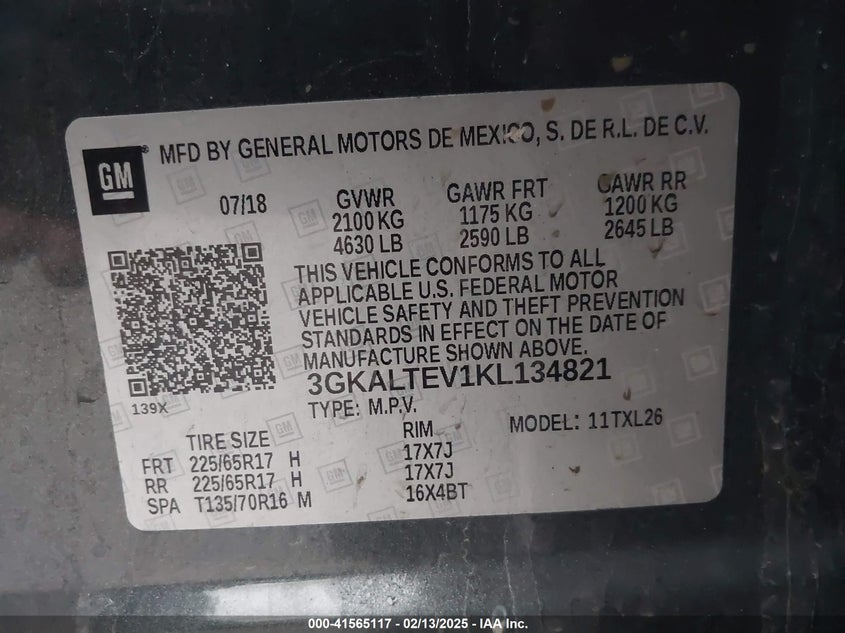 GM
MFD BY GENERAL MOTORS DE MEXICO, S. DE R.L. DE C.V.
07/18 GVWR GAWR FRT GAWR RR
2100 KG 1175 KG 1200 KG
4630 LB 2590 LB 2645 LB
THIS VEHICLE CONFORMS TO ALL
APPLICABLE U.S. FEDERAL MOTOR
VEHICLE SAFETY AND THEFT PREVENTION
STANDARDS IN EFFECT ON THE DATE OF
MANUFACTURE SHOWN ABOVE.
139X
3GKALTEV1KL134821
TYPE: M.P.V. MODEL: 11TXL26
TIRE SIZE RIM
FRT 225/65R17 H 17X7J
RR 225/65R17 H 17X7J
SPA T135/70R16 M 16X4BT
000-41565117 - 02/13/2025 - IAA Inc.